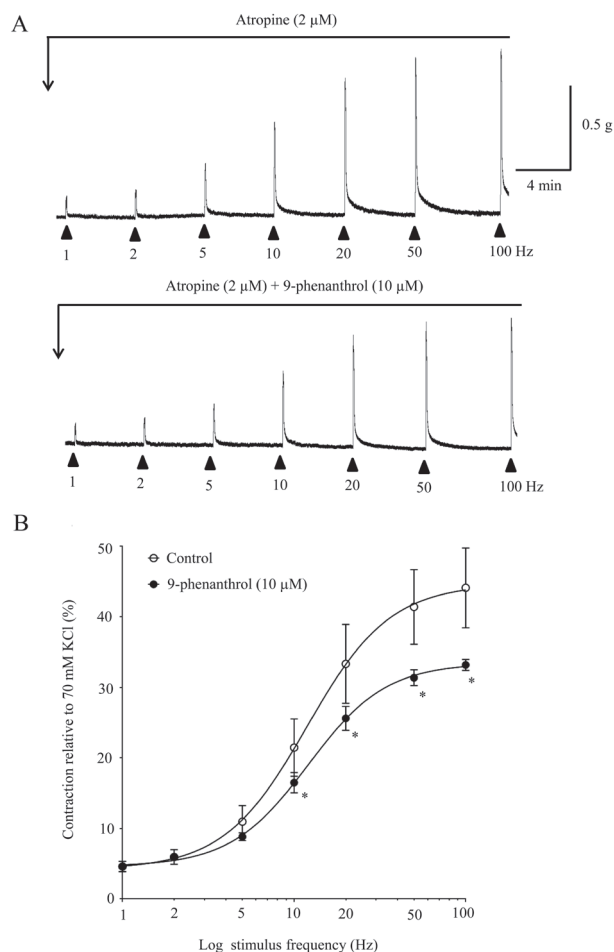 A
Atropine (2 µM)
0.5 g
4 min
1 2 5 10 20 50 100 Hz
Atropine (2 µM) + 9-phenanthrol (10 µM)
1 2 5 10 20 50 100 Hz
B
50
Control
9-phenanthrol (10 µM)
40
30
20
10
0
* * * *
Contraction relative to 70 mM KCl (%)
1 2 5 10 20 50 100
Log stimulus frequency (Hz)